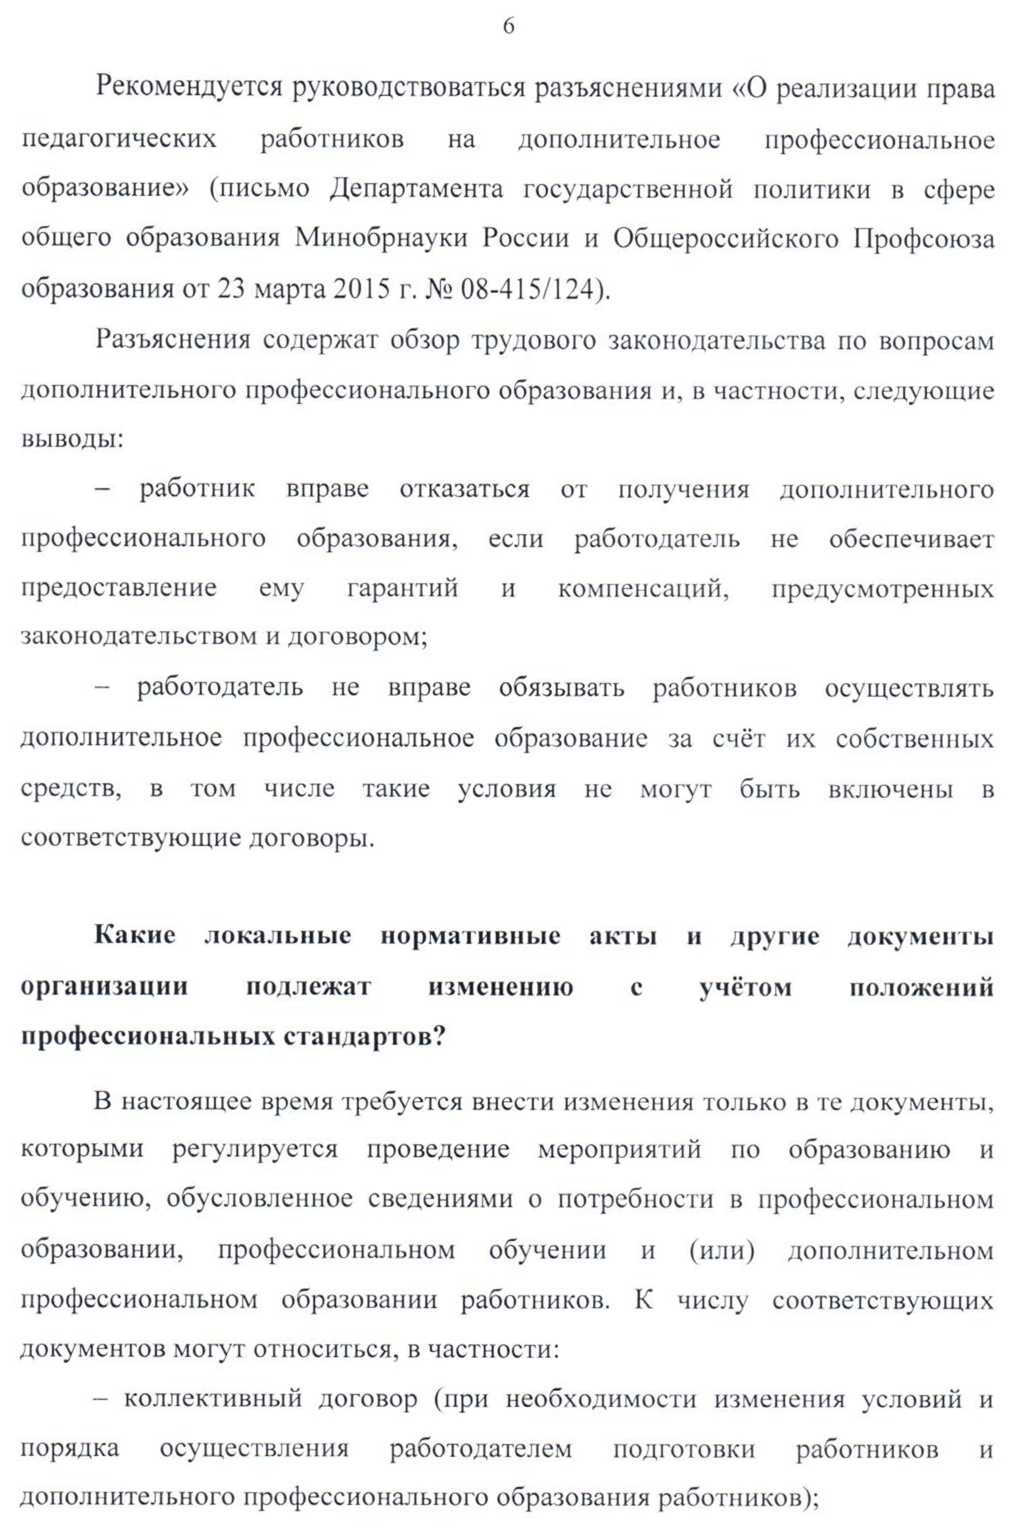 6
Рекомендуется руководствоваться разъяснениями «О реализации права
педагогических работников на дополнительное профессиональное
образование» (письмо Департамента государственной политики в сфере
общего образования Минобрнауки России и Общероссийского Профсоюза
образования от 23 марта 2015 г. № 08-415/124).
Разъяснения содержат обзор трудового законодательства по вопросам
дополнительного профессионального образования и, в частности, следующие
выводы:
– работник вправе отказаться от получения дополнительного
профессионального образования, если работодатель не обеспечивает
предоставление ему гарантий и компенсаций, предусмотренных
законодательством и договором;
– работодатель не вправе обязывать работников осуществлять
дополнительное профессиональное образование за счёт их собственных
средств, в том числе такие условия не могут быть включены в
соответствующие договоры.
Какие локальные нормативные акты и другие документы
организации подлежат изменению с учётом положений
профессиональных стандартов?
В настоящее время требуется внести изменения только в те документы,
которыми регулируется проведение мероприятий по образованию и
обучению, обусловленное сведениями о потребности в профессиональном
образовании, профессиональном обучении и (или) дополнительном
профессиональном образовании работников. К числу соответствующих
документов могут относиться, в частности:
– коллективный договор (при необходимости изменения условий и
порядка осуществления работодателем подготовки работников и
дополнительного профессионального образования работников);